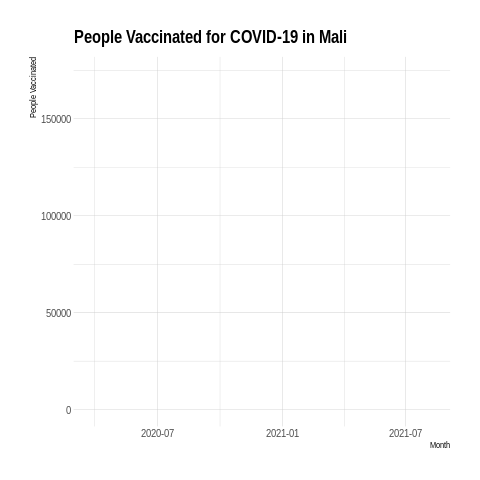 People Vaccinated for COVID-19 in Mali
People Vaccinated
150000
100000
50000
0
2020-07 2021-01 2021-07
Month